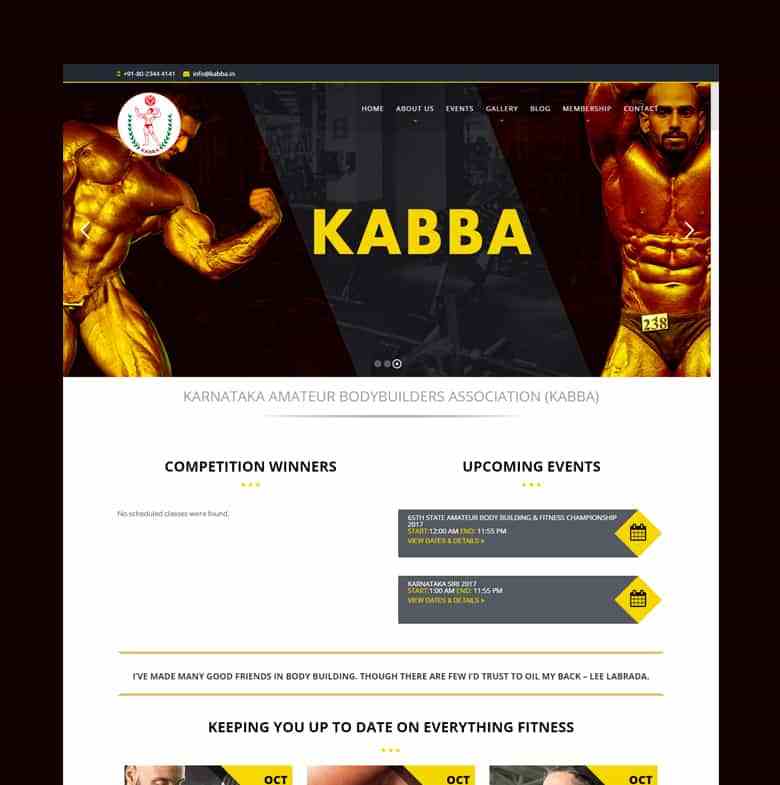 +91-80-2344 4141 info@kabba.in
HOME ABOUT US EVENTS GALLERY BLOG MEMBERSHIP CONTACT
KABBA
KABBA
238
KARNATAKA AMATEUR BODYBUILDERS ASSOCIATION (KABBA)
COMPETITION WINNERS
No scheduled classes were found.
UPCOMING EVENTS
65TH STATE AMATEUR BODY BUILDING & FITNESS CHAMPIONSHIP
2017
START:12:00 AM END: 11:55 PM
VIEW DATES & DETAILS »
KARNATAKA SIRI 2017
START:1:00 AM END: 11:55 PM
VIEW DATES & DETAILS »
I'VE MADE MANY GOOD FRIENDS IN BODY BUILDING. THOUGH THERE ARE FEW I'D TRUST TO OIL MY BACK – LEE LABRADA.
KEEPING YOU UP TO DATE ON EVERYTHING FITNESS
OCT OCT OCT